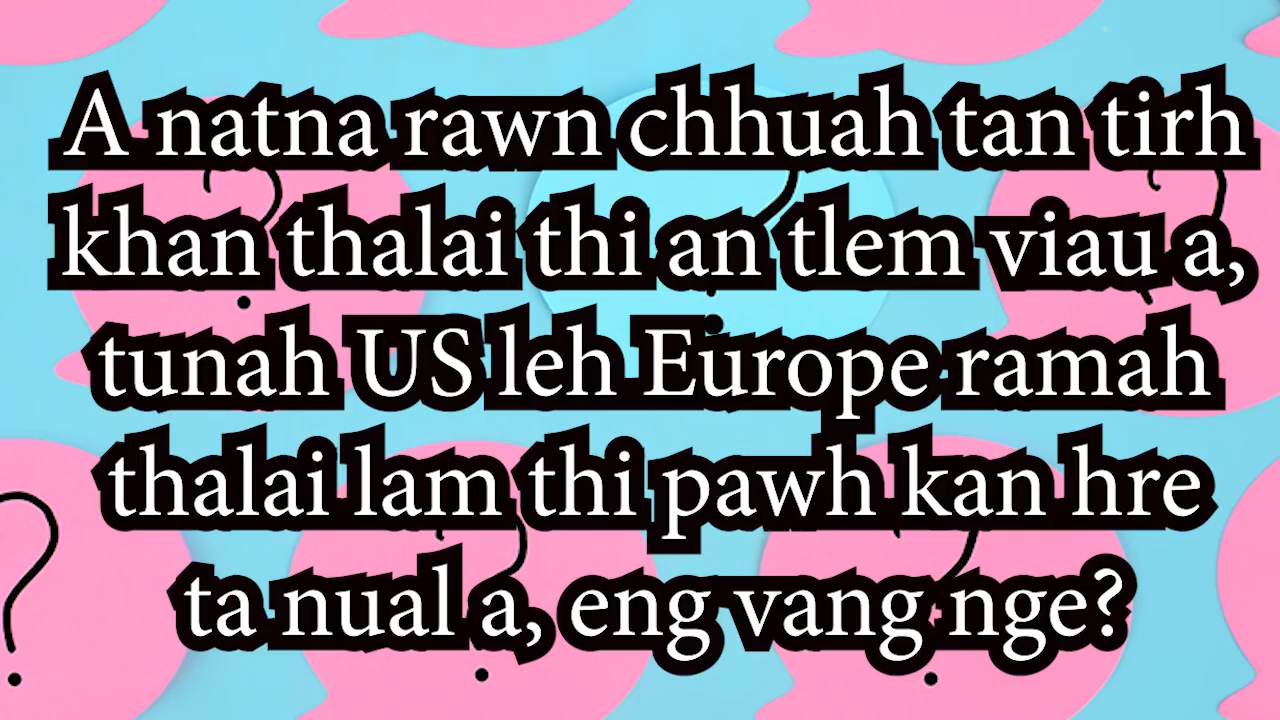 A natna rawn chhuah tan tirh
khan thalai thi an tlem viau a,
tunah US leh Europe ramah
thalai lam thi pawh kan hre
ta nual a, eng vang nge?